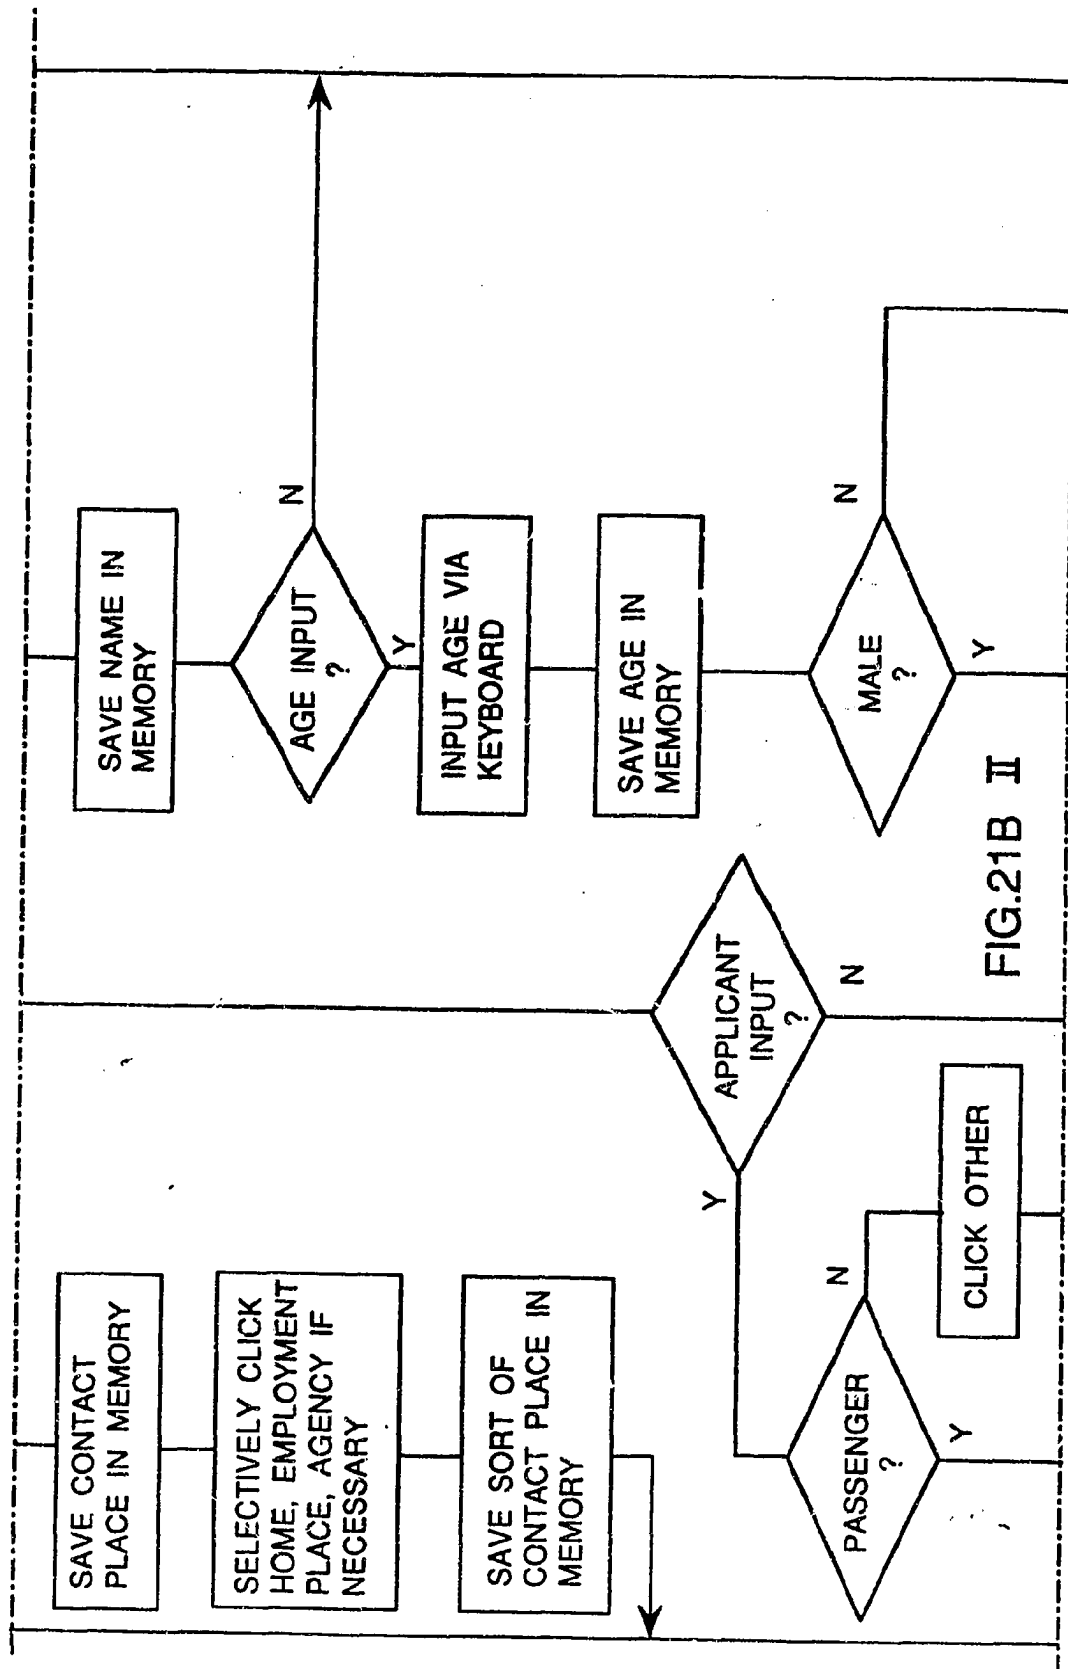 SAVE CONTACT
PLACE IN MEMORY
SELECTIVELY CLICK
HOME, EMPLOYMENT
PLACE, AGENCY IF
NECESSARY
SAVE SORT OF
CONTACT PLACE IN
MEMORY
APPLICANT
INPUT
?
Y
N
PASSENGER
?
N
Y
CLICK OTHER
SAVE NAME IN
MEMORY
AGE INPUT
?
N
Y
INPUT AGE VIA
KEYBOARD
SAVE AGE IN
MEMORY
MALE
?
N
Y
FIG.21B II